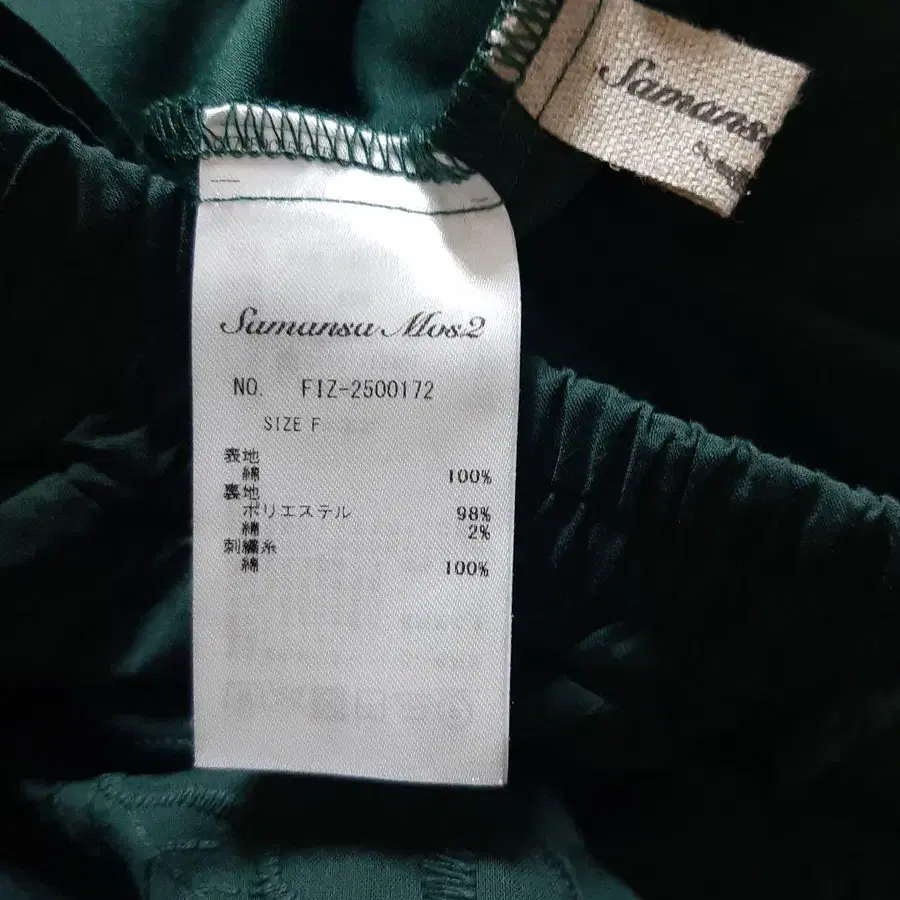 Samans
Samansa Mos2
NO. FIZ-2500172
SIZE F
表地
綿 100%
裏地
ポリエステル 98%
綿 2%
刺繍糸
綿 100%